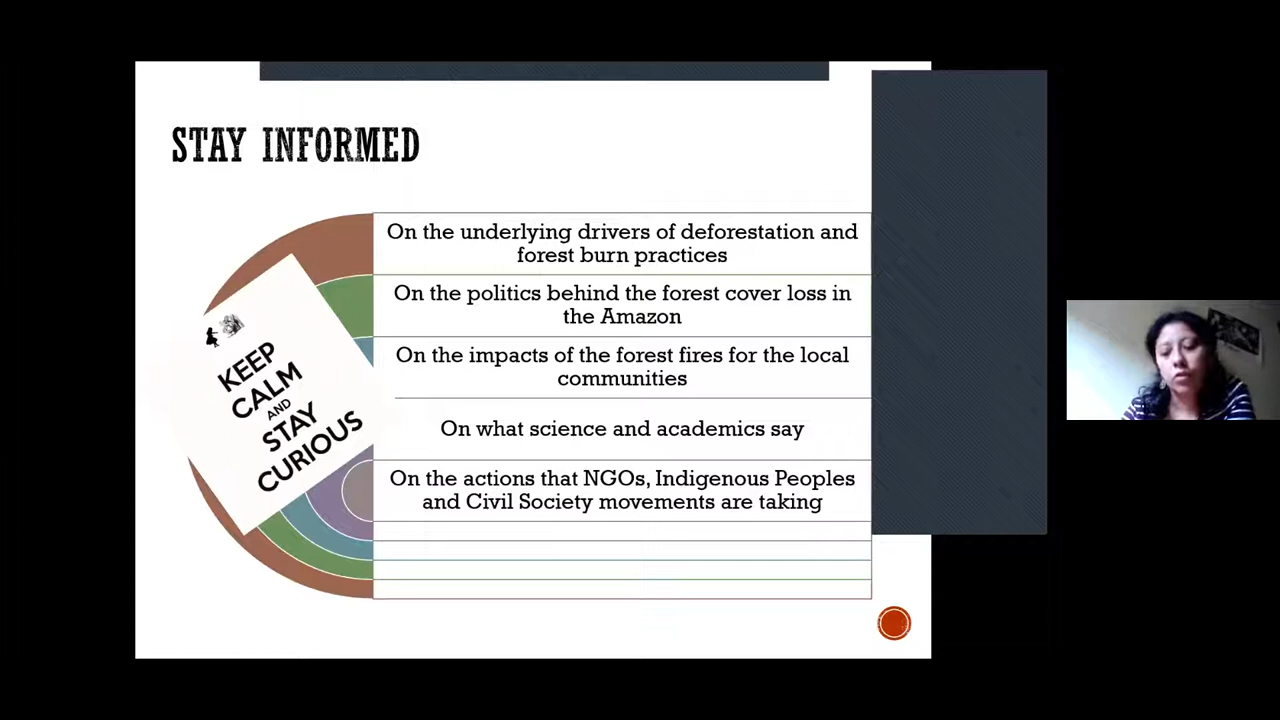 STAY INFORMED
On the underlying drivers of deforestation and
forest burn practices
On the politics behind the forest cover loss in
the Amazon
On the impacts of the forest fires for the local
communities
On what science and academics say
On the actions that NGOs, Indigenous Peoples
and Civil Society movements are taking
KEEP
CALM
AND
STAY
CURIOUS